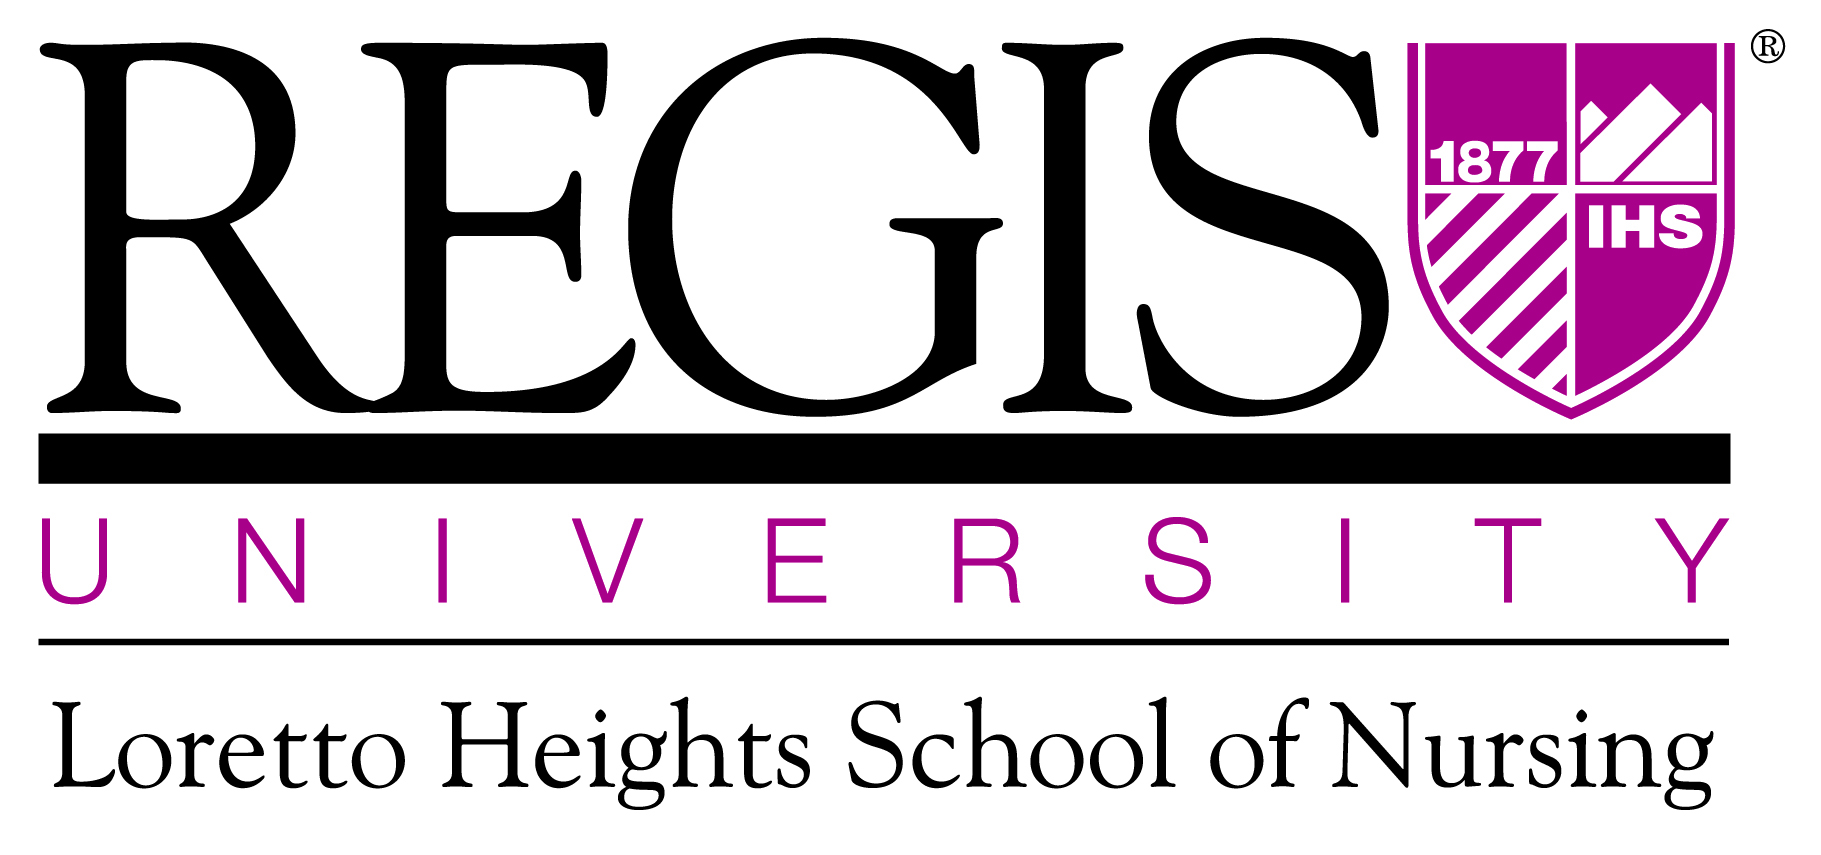 REGIS ®
1877
IHS
UNIVERSITY
Loretto Heights School of Nursing